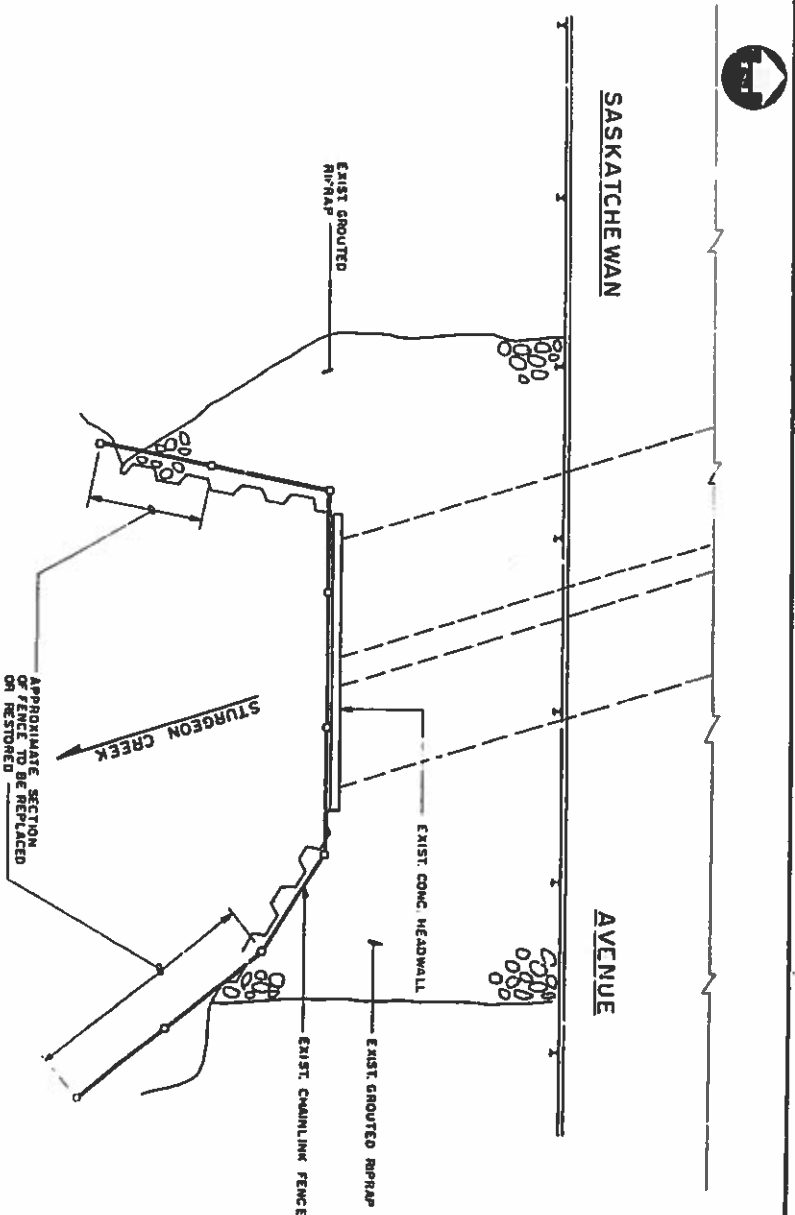 N
SASKATCHEWAN
AVENUE
EXIST GROUTED
RIPRAP
EXIST. CONC. HEADWALL
EXIST. GROUTED RIPRAP
EXIST. CHAINLINK FENCE
STURGEON CREEK
APPROXIMATE SECTION
OF FENCE TO BE REPLACED
OR RESTORED